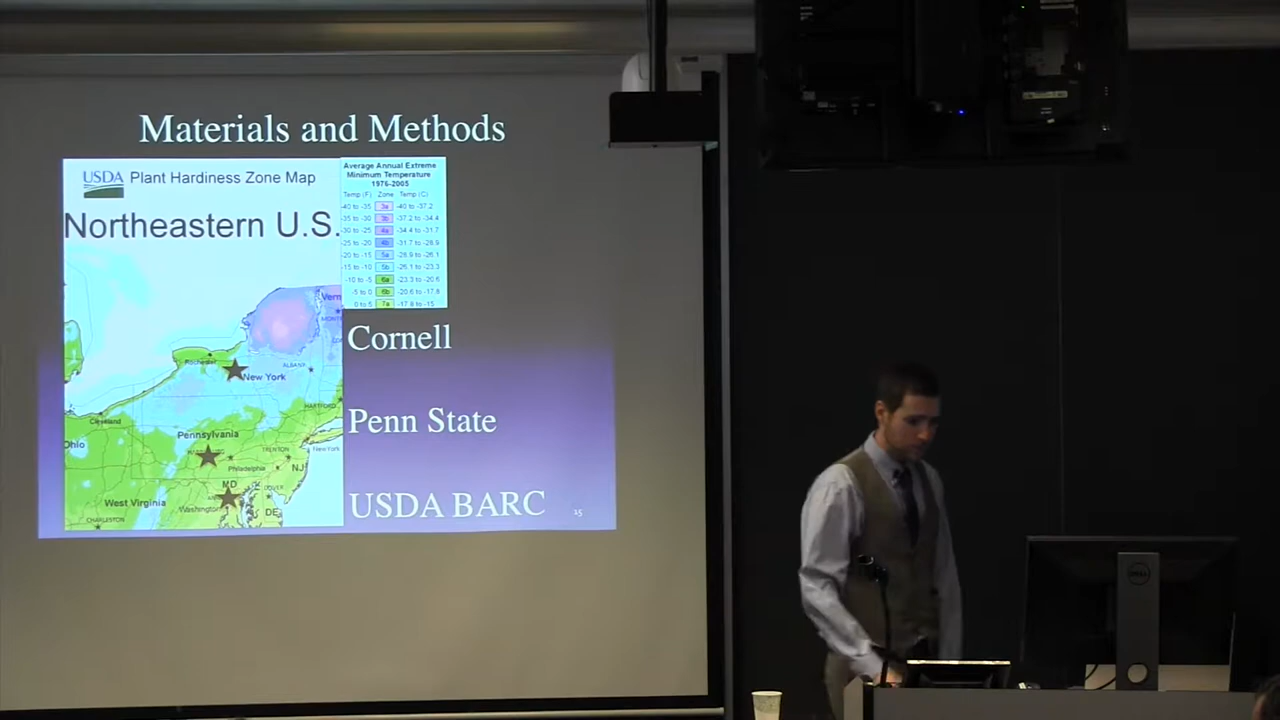 Materials and Methods
USDA Plant Hardiness Zone Map
Northeastern U.S.
Average Annual Extreme
Minimum Temperature
1976-2005
Temp (F) Zone Temp (C)
-40 to -35 3a -40 to -37.2
-35 to -30 3b -37.2 to -34.4
-30 to -25 4a -34.4 to -31.7
-25 to -20 4b -31.7 to -28.9
-20 to -15 5a -28.9 to -26.1
-15 to -10 5b -26.1 to -23.3
-10 to -5 6a -23.3 to -20.6
-5 to 0 6b -20.6 to -17.8
0 to 5 7a -17.8 to -15
Verm
Rochester
ALBANY
New York
HARTFORD
Cleveland
Ohio
Pennsylvania
TRENTON
New York
Philadelphia
NJ
MD
West Virginia
Washington
DE
CHARLESTON
Cornell
Penn State
USDA BARC
15
DELL